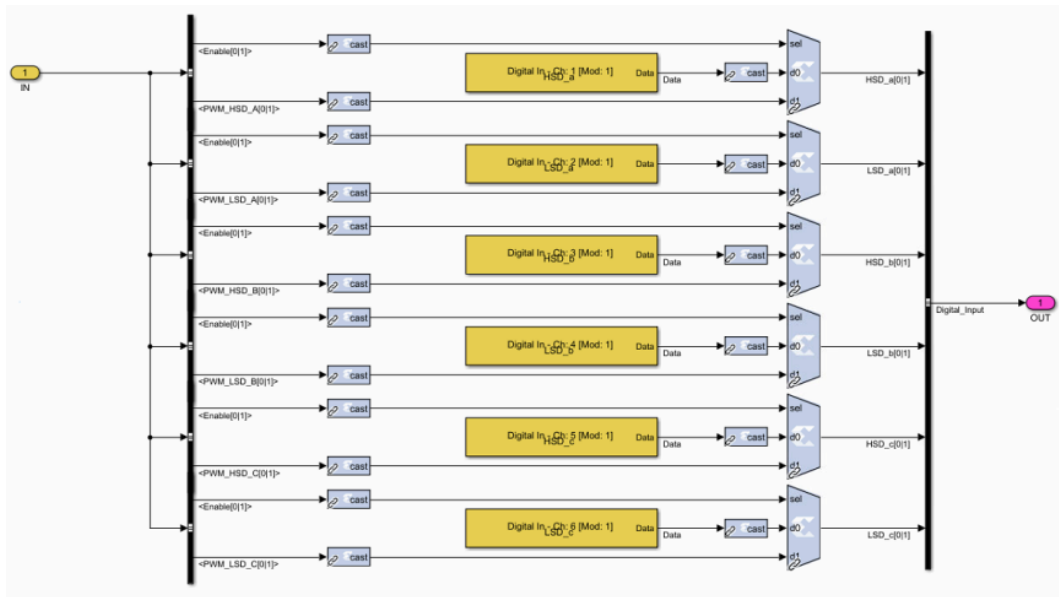 <Enable[0|1]>
cast
sel
1
IN
Digital In - Ch: 1 [Mod: 1]
HSD_a
Data
Data
cast
d0
HSD_a[0|1]
<PWM_HSD_A[0|1]>
cast
d1
<Enable[0|1]>
cast
sel
Digital In - Ch: 2 [Mod: 1]
LSD_a
Data
Data
cast
d0
LSD_a[0|1]
<PWM_LSD_A[0|1]>
cast
d1
<Enable[0|1]>
cast
sel
Digital In - Ch: 3 [Mod: 1]
HSD_b
Data
Data
cast
d0
HSD_b[0|1]
<PWM_HSD_B[0|1]>
cast
d1
Digital_Input
1
OUT
<Enable[0|1]>
cast
sel
Digital In - Ch: 4 [Mod: 1]
LSD_b
Data
Data
cast
d0
LSD_b[0|1]
<PWM_LSD_B[0|1]>
cast
d1
<Enable[0|1]>
cast
sel
Digital In - Ch: 5 [Mod: 1]
HSD_c
Data
Data
cast
d0
HSD_c[0|1]
<PWM_HSD_C[0|1]>
cast
d1
<Enable[0|1]>
cast
sel
Digital In - Ch: 6 [Mod: 1]
LSD_c
Data
Data
cast
d0
LSD_c[0|1]
<PWM_LSD_C[0|1]>
cast
d1